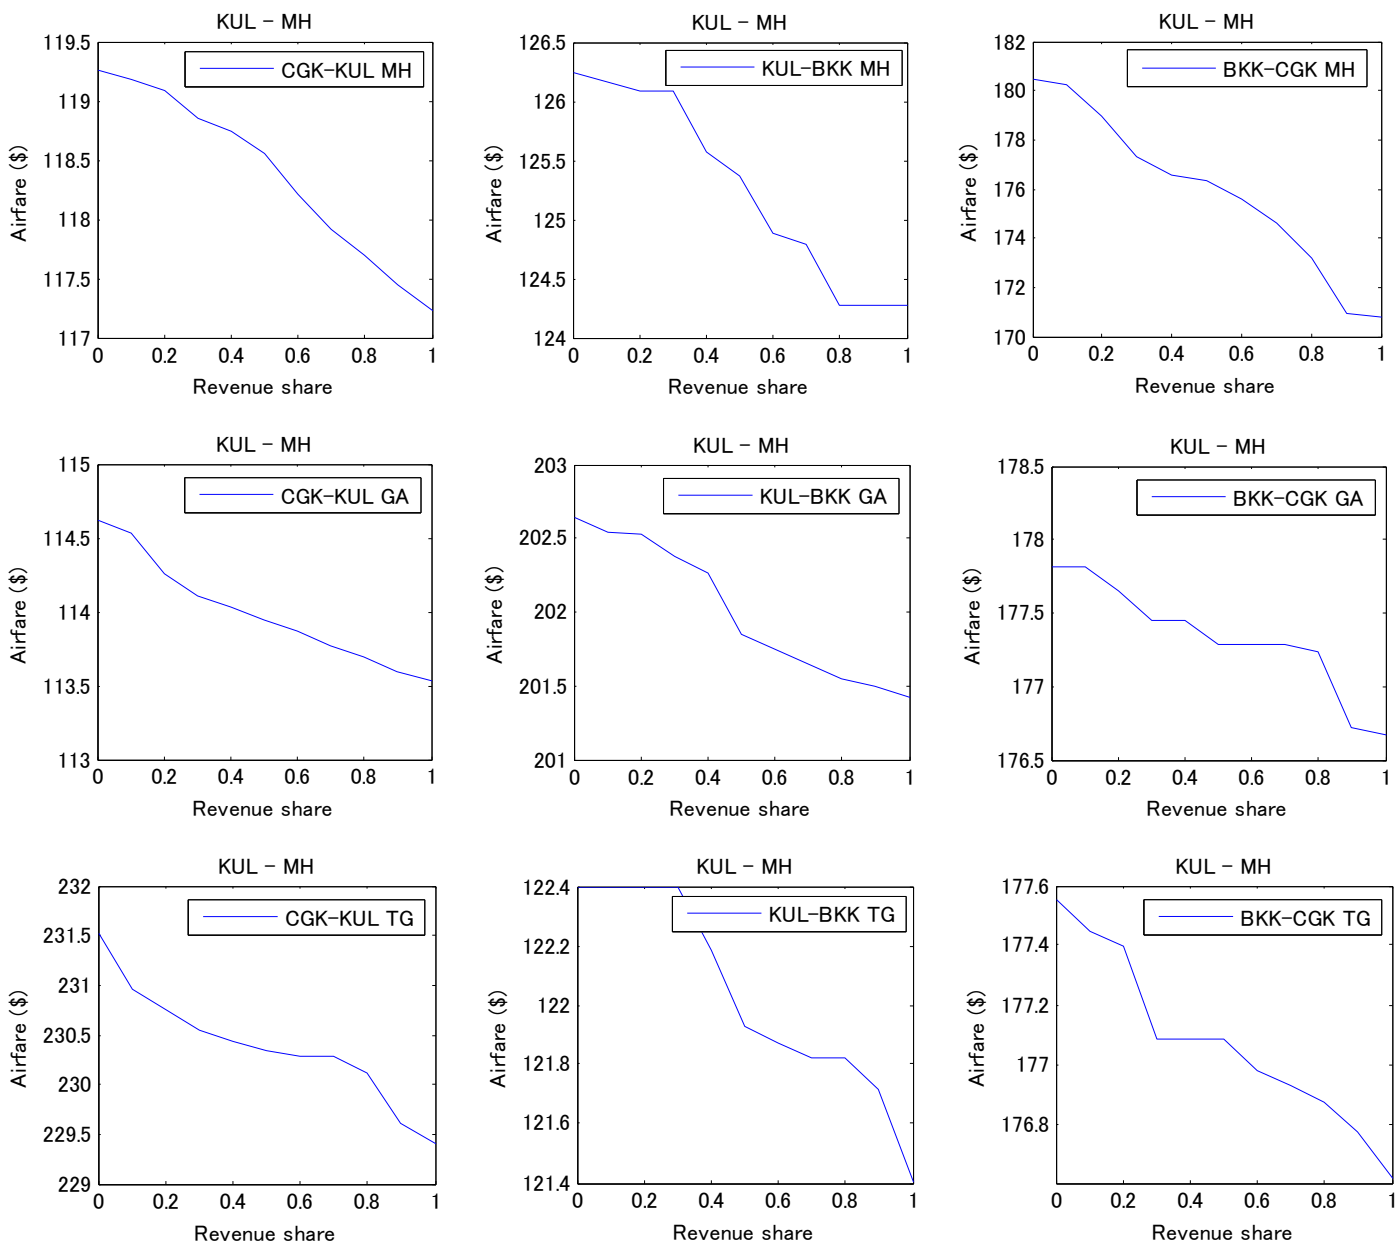 KUL - MH
119.5
119
118.5
118
117.5
117
Airfare ($)
CGK-KUL MH
0 0.2 0.4 0.6 0.8 1
Revenue share
KUL - MH
126.5
126
125.5
125
124.5
124
Airfare ($)
KUL-BKK MH
0 0.2 0.4 0.6 0.8 1
Revenue share
KUL - MH
182
180
178
176
174
172
170
Airfare ($)
BKK-CGK MH
0 0.2 0.4 0.6 0.8 1
Revenue share
KUL - MH
115
114.5
114
113.5
113
Airfare ($)
CGK-KUL GA
0 0.2 0.4 0.6 0.8 1
Revenue share
KUL - MH
203
202.5
202
201.5
201
Airfare ($)
KUL-BKK GA
0 0.2 0.4 0.6 0.8 1
Revenue share
KUL - MH
178.5
178
177.5
177
176.5
Airfare ($)
BKK-CGK GA
0 0.2 0.4 0.6 0.8 1
Revenue share
KUL - MH
232
231.5
231
230.5
230
229.5
229
Airfare ($)
CGK-KUL TG
0 0.2 0.4 0.6 0.8 1
Revenue share
KUL - MH
122.4
122.2
122
121.8
121.6
121.4
Airfare ($)
KUL-BKK TG
0 0.2 0.4 0.6 0.8 1
Revenue share
KUL - MH
177.6
177.4
177.2
177
176.8
Airfare ($)
BKK-CGK TG
0 0.2 0.4 0.6 0.8 1
Revenue share